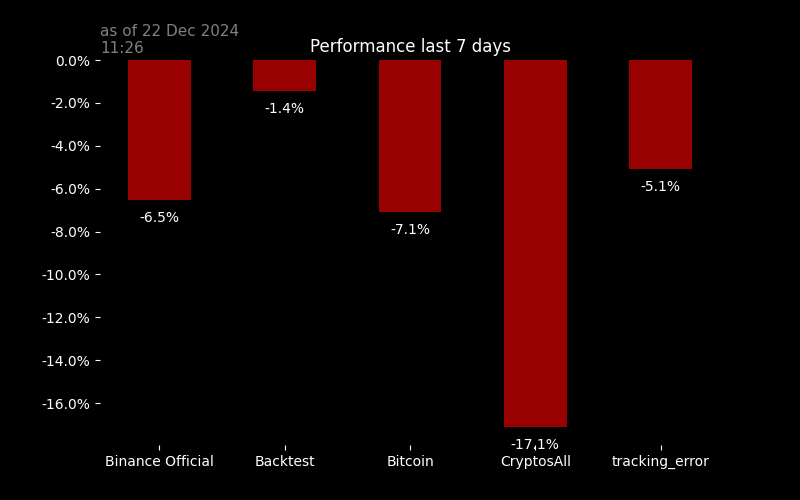 as of 22 Dec 2024
11:26
Performance last 7 days
0.0%
-2.0%
-4.0%
-6.0%
-8.0%
-10.0%
-12.0%
-14.0%
-16.0%
-6.5%
-1.4%
-7.1%
-17.1%
-5.1%
Binance Official
Backtest
Bitcoin
CryptosAll
tracking_error